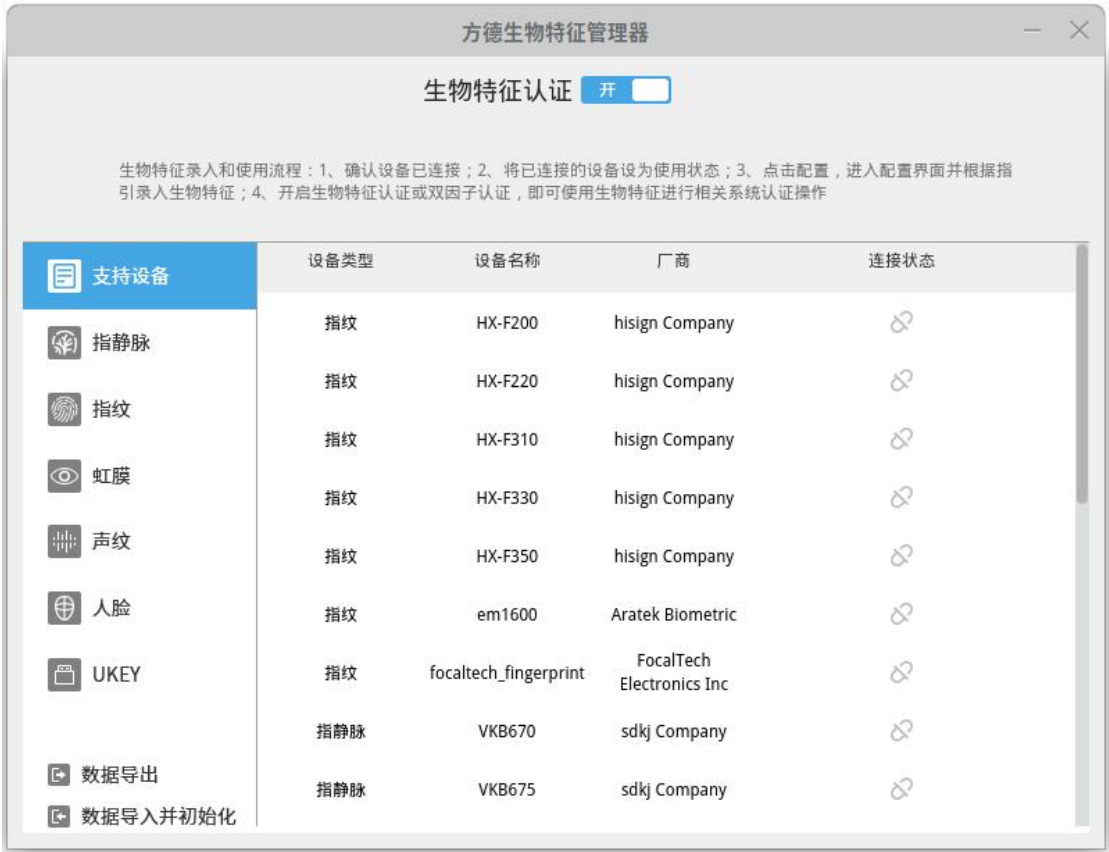 方德生物特征管理器
生物特征认证 开
生物特征录入和使用流程：1、确认设备已连接；2、将已连接的设备设为使用状态；3、点击配置，进入配置界面并根据指
引录入生物特征；4、开启生物特征认证或双因子认证，即可使用生物特征进行相关系统认证操作
支持设备
指静脉
指纹
虹膜
声纹
人脸
UKEY
数据导出
数据导入并初始化
设备类型 设备名称 厂商 连接状态
指纹 HX-F200 hisign Company
指纹 HX-F220 hisign Company
指纹 HX-F310 hisign Company
指纹 HX-F330 hisign Company
指纹 HX-F350 hisign Company
指纹 em1600 Aratek Biometric
指纹 focaltech_fingerprint FocalTech
Electronics Inc
指静脉 VKB670 sdkj Company
指静脉 VKB675 sdkj Company